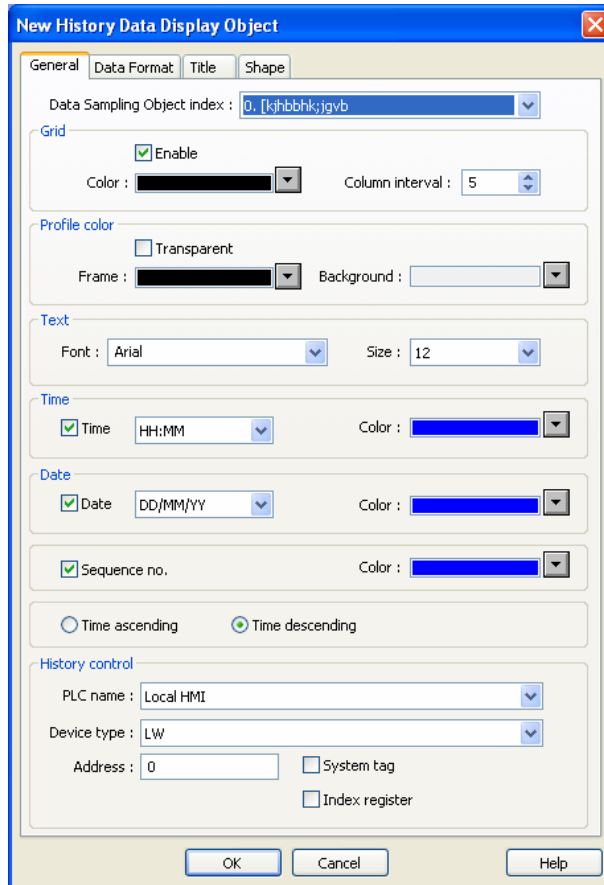 New History Data Display Object
General Data Format Title Shape
Data Sampling Object index : 0. [kjhbbhk;jgvb
Grid
Enable
Color : Column interval : 5
Profile color
Transparent
Frame : Background :
Text
Font : Arial Size : 12
Time
Time HH:MM Color :
Date
Date DD/MM/YY Color :
Sequence no. Color :
Time ascending Time descending
History control
PLC name : Local HMI
Device type : LW
Address : 0 System tag
Index register
OK Cancel Help